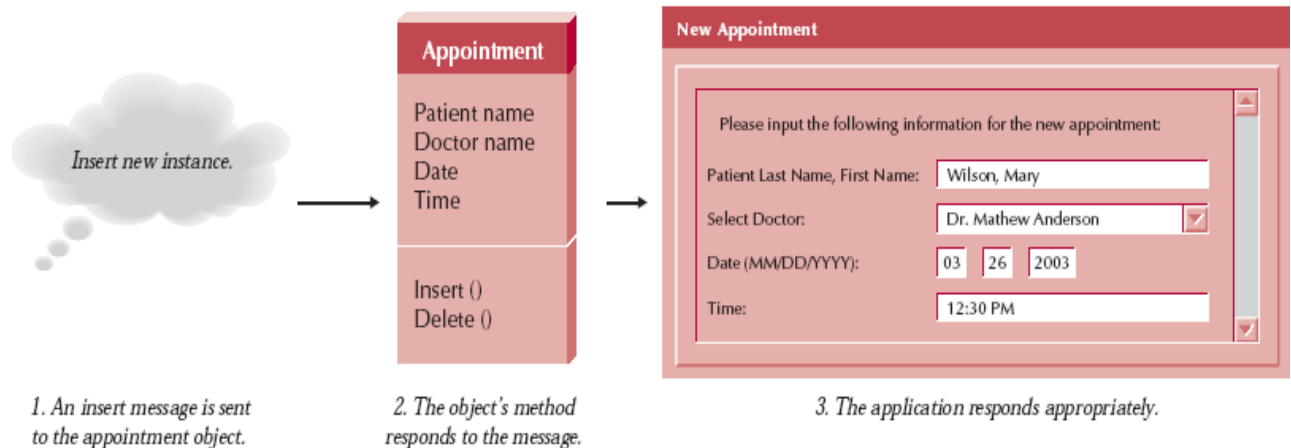 Insert new instance.
Appointment
Patient name
Doctor name
Date
Time
Insert ()
Delete ()
New Appointment
Please input the following information for the new appointment:
Patient Last Name, First Name: Wilson, Mary
Select Doctor: Dr. Mathew Anderson
Date (MM/DD/YYYY): 03 26 2003
Time: 12:30 PM
1. An insert message is sent
to the appointment object.
2. The object's method
responds to the message.
3. The application responds appropriately.